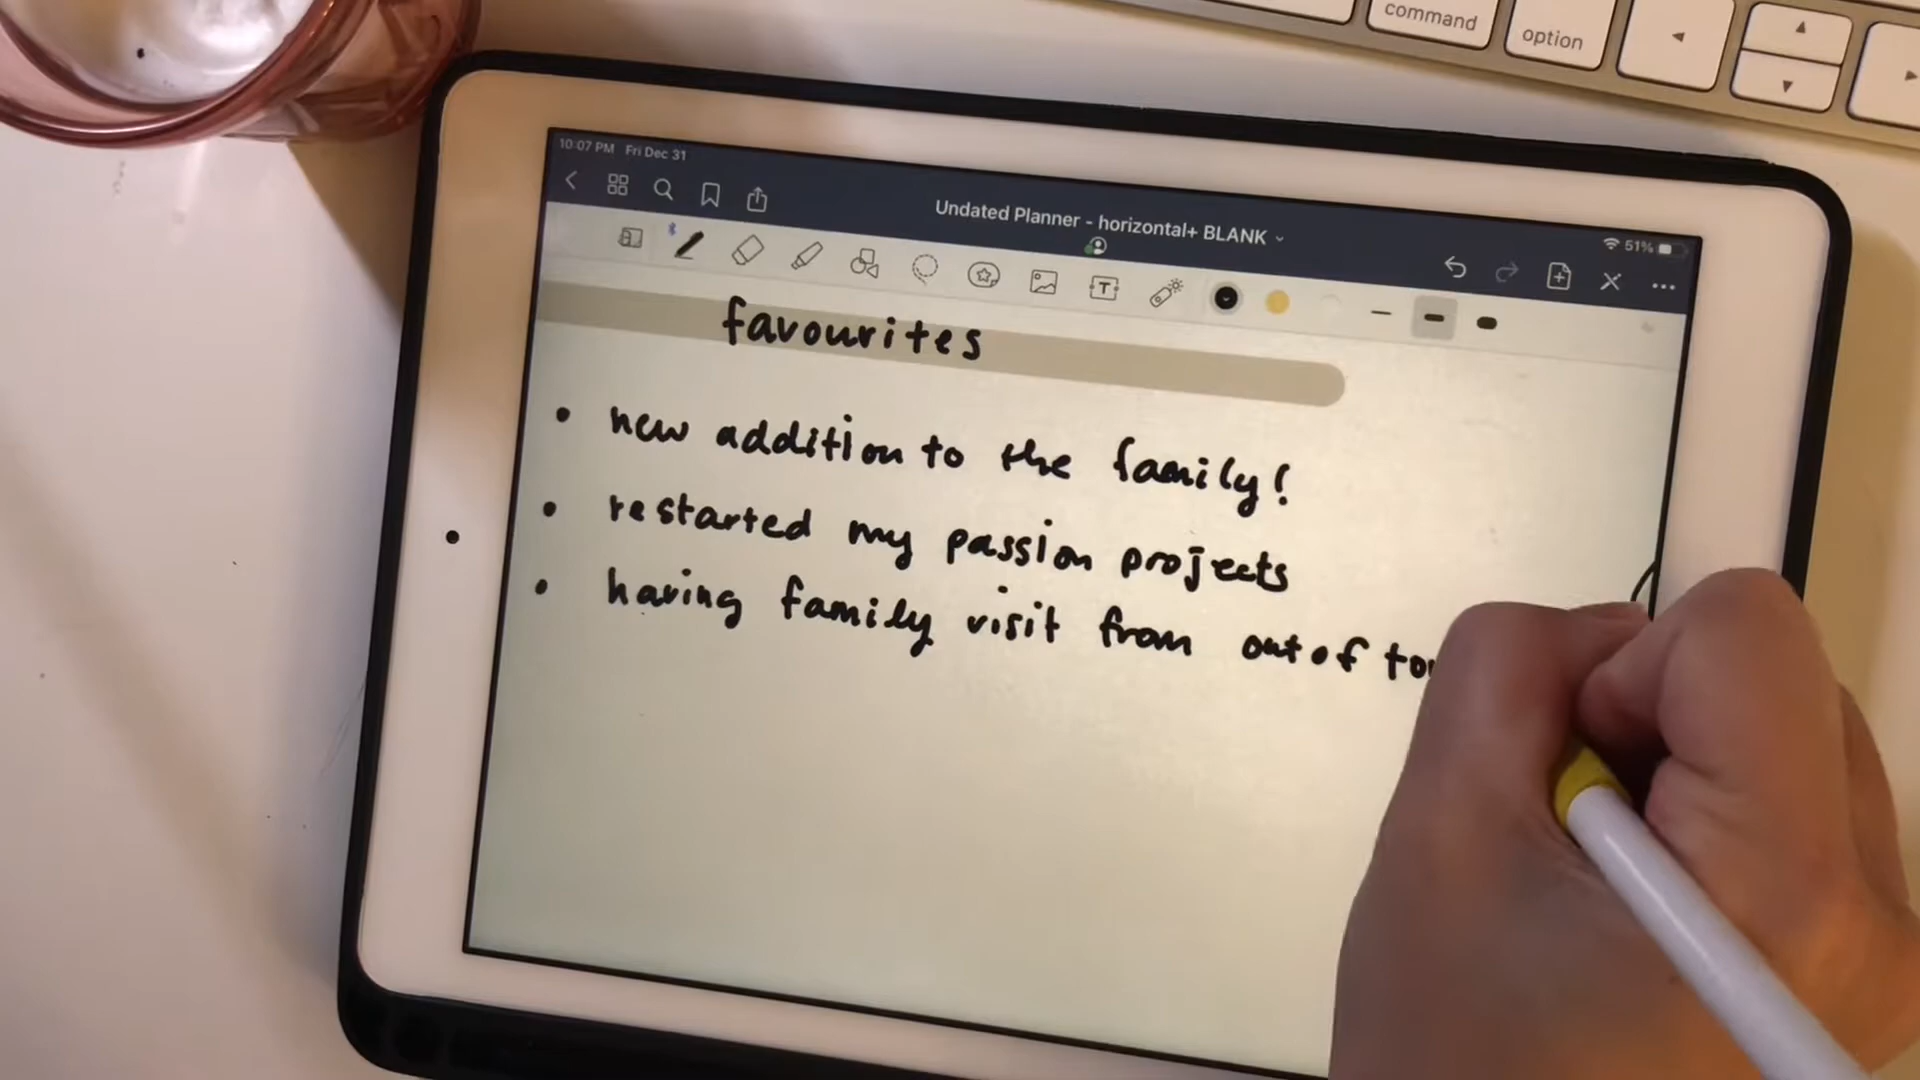 command
option
10:07 PM Fri Dec 31
Undated Planner - horizontal+ BLANK
51%
favourites
• new addition to the family!
• restarted my passion projects
• having family visit from out of